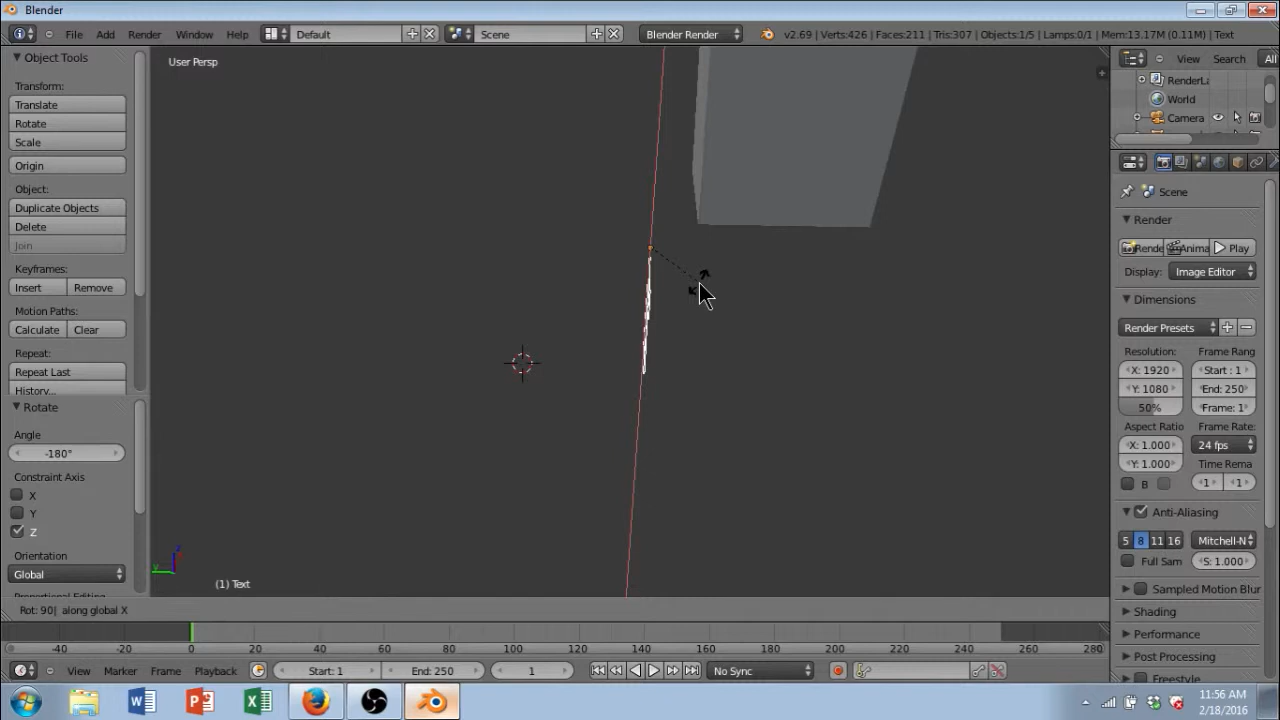 Blender
File Add Render Window Help Default Scene Blender Render v2.69 | Verts:426 | Faces:211 | Tris:307 | Objects:1/5 | Lamps:0/1 | Mem:13.17M (0.11M) | Text
Object Tools
Transform:
Translate
Rotate
Scale
Origin
Object:
Duplicate Objects
Delete
Join
Keyframes:
Insert Remove
Motion Paths:
Calculate Clear
Repeat:
Repeat Last
History...
Rotate
Angle
-180°
Constraint Axis
X
Y
Z
Orientation
Global
User Persp
(1) Text
z
y
Rot: 90| along global X
View Search All
RenderLa
World
Camera
Scene
Render
Rende Anima Play
Display: Image Editor
Dimensions
Render Presets
Resolution: Frame Rang
X: 1920 Start : 1
Y: 1080 End: 250
50% Frame: 1
Aspect Ratio Frame Rate:
X: 1.000 24 fps
Y: 1.000 Time Rema
B 1 1
Anti-Aliasing
5 8 11 16 Mitchell-N
Full Sam S: 1.000
Sampled Motion Blur
Shading
Performance
Post Processing
Freestyle
-40 -20 0 20 40 60 80 100 120 140 160 180 200 220 240 260 280
View Marker Frame Playback Start: 1 End: 250 1 No Sync
11:56 AM
2/18/2016